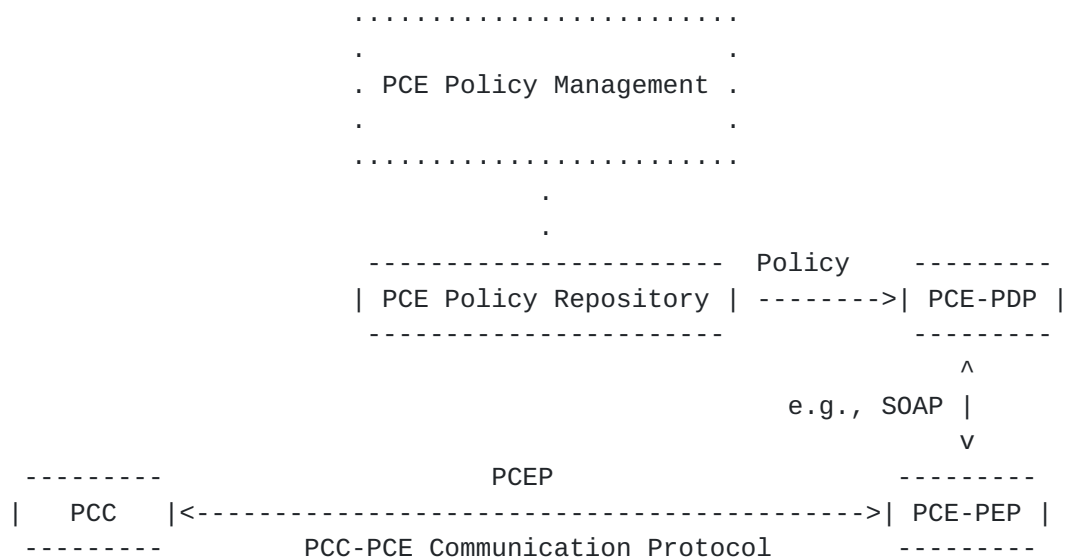 PCE Policy Management
Policy
PCE Policy Repository -------->| PCE-PDP |
e.g., SOAP
PCEP
PCC PCE-PEP
PCC-PCE Communication Protocol